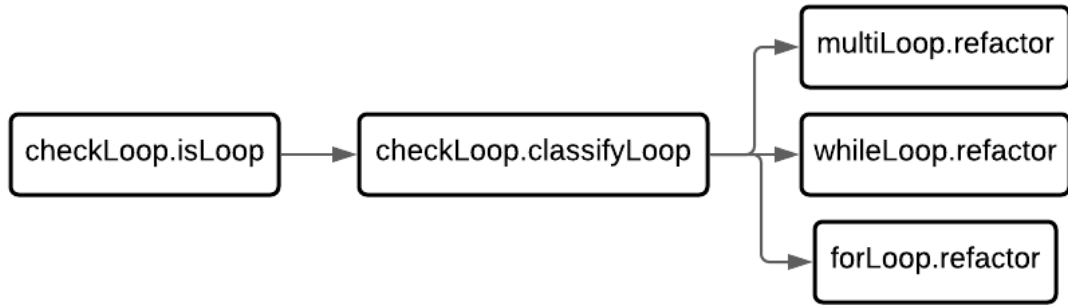 checkLoop.isLoop
checkLoop.classifyLoop
multiLoop.refactor
whileLoop.refactor
forLoop.refactor